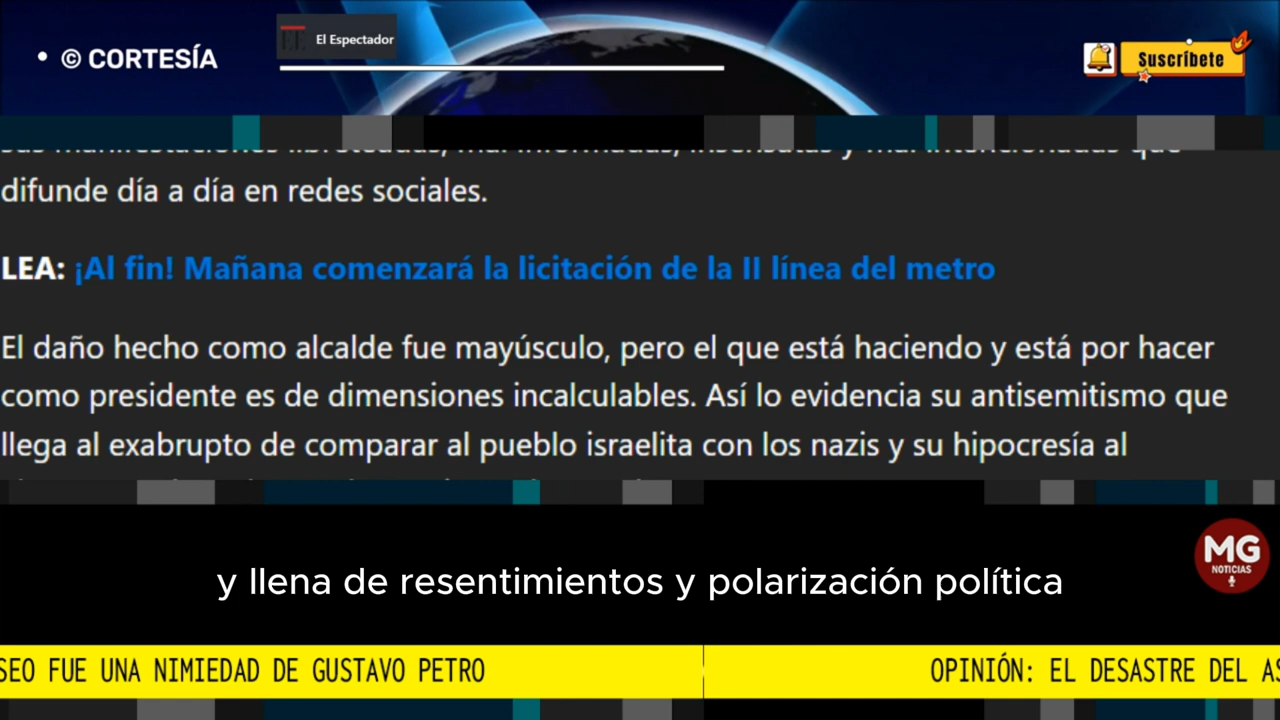 • © CORTESÍA
El Espectador
Suscríbete
difunde día a día en redes sociales.
LEA: ¡Al fin! Mañana comenzará la licitación de la II línea del metro
El daño hecho como alcalde fue mayúsculo, pero el que está haciendo y está por hacer
como presidente es de dimensiones incalculables. Así lo evidencia su antisemitismo que
llega al exabrupto de comparar al pueblo israelita con los nazis y su hipocresía al
MG
NOTICIAS
y llena de resentimientos y polarización política
SEO FUE UNA NIMIEDAD DE GUSTAVO PETRO
OPINIÓN: EL DESASTRE DEL AS